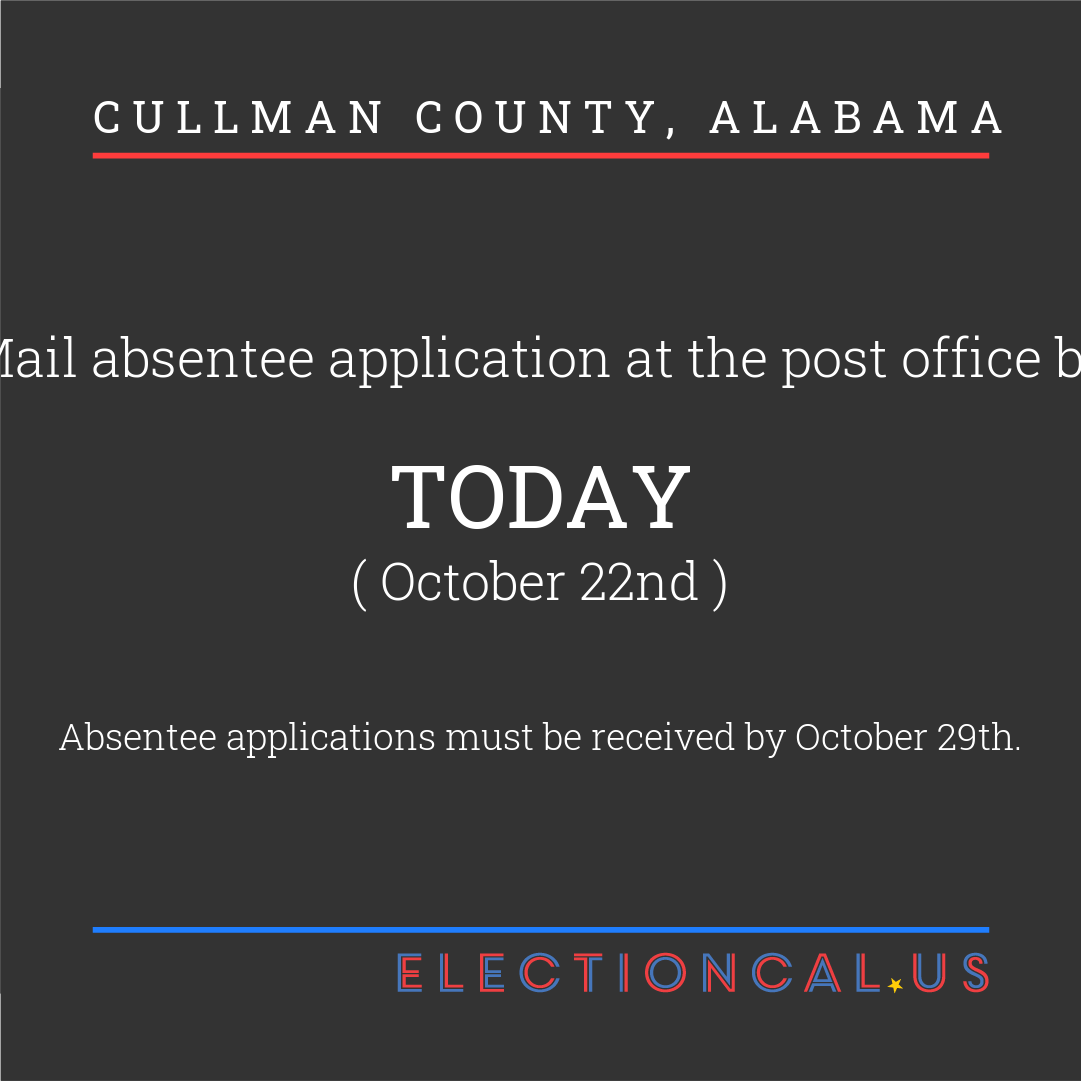 CULLMAN COUNTY, ALABAMA
Mail absentee application at the post office b
TODAY
( October 22nd )
Absentee applications must be received by October 29th.
ELECTIONCAL.US